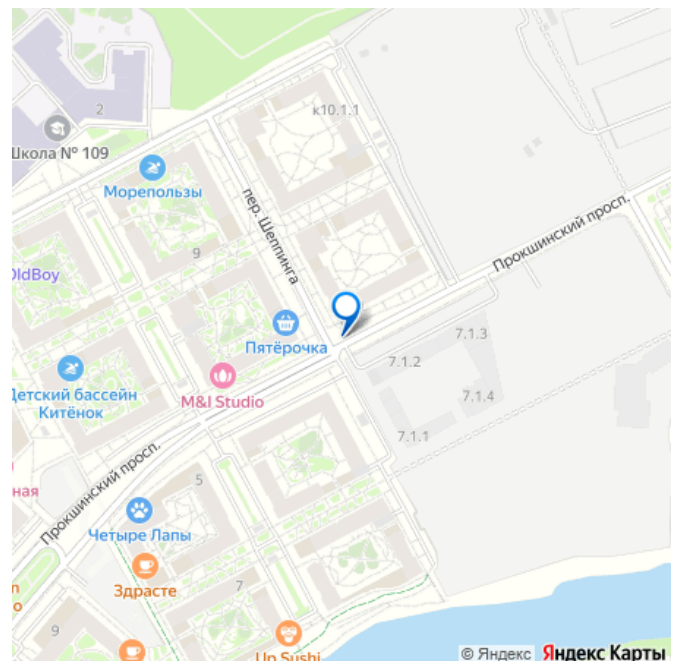 к10.1.1
2
Школа № 109
Морепользы
пер. Шеппинга
9
OldBoy
Прокшинский просп.
Пятёрочка
7.1.3
7.1.2
Детский бассейн
Китёнок
M&I Studio
7.1.4
7.1.1
Прокшинский просп.
ная
5
Четыре Лапы
Здрасте
7
9
Up Sushi
© Яндекс Яндекс Карты